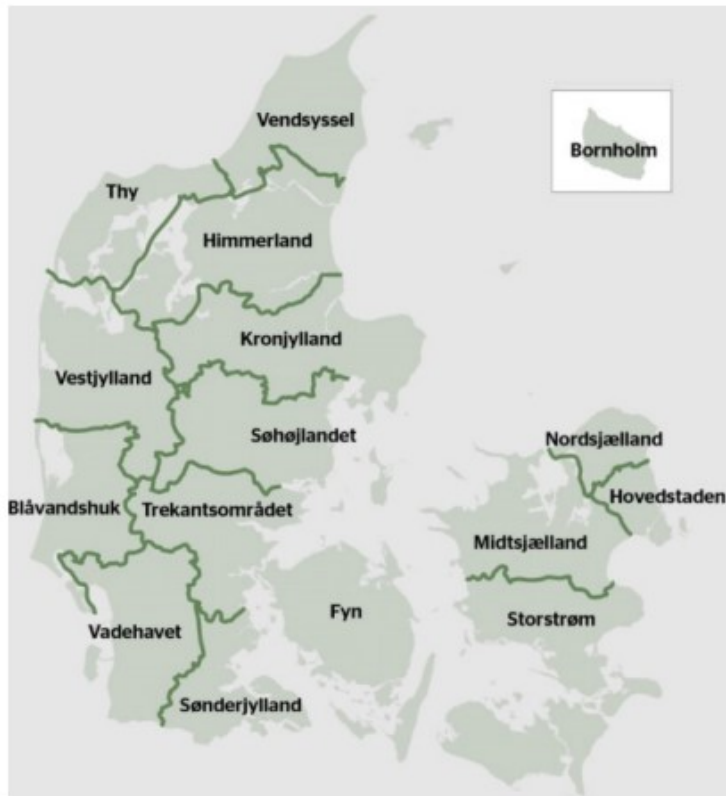 Vendsyssel
Bornholm
Thy
Himmerland
Kronjylland
Vestjylland
Søhøjlandet
Nordsjælland
Hovedstaden
Blåvandshuk
Trekantsområdet
Midtsjælland
Fyn
Storstrøm
Vadehavet
Sønderjylland